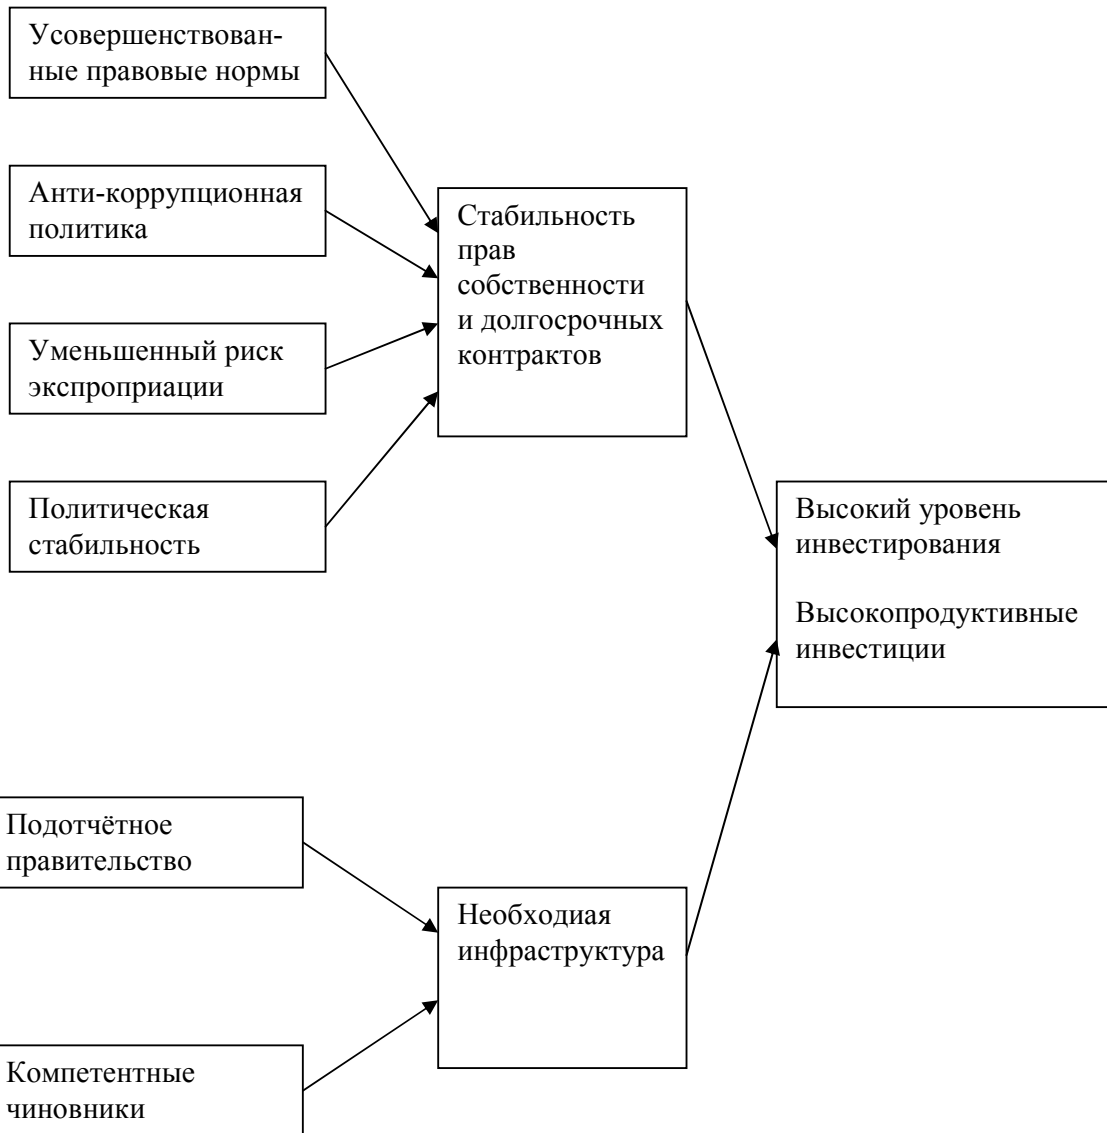 Усовершенствован-
ные правовые нормы
Анти-коррупционная
политика
Стабильность
прав
собственности
и долгосрочных
контрактов
Уменьшенный риск
экспроприации
Политическая
стабильность
Высокий уровень
инвестирования
Высокопродуктивные
инвестиции
Подотчётное
правительство
Необходиая
инфраструктура
Компетентные
чиновники